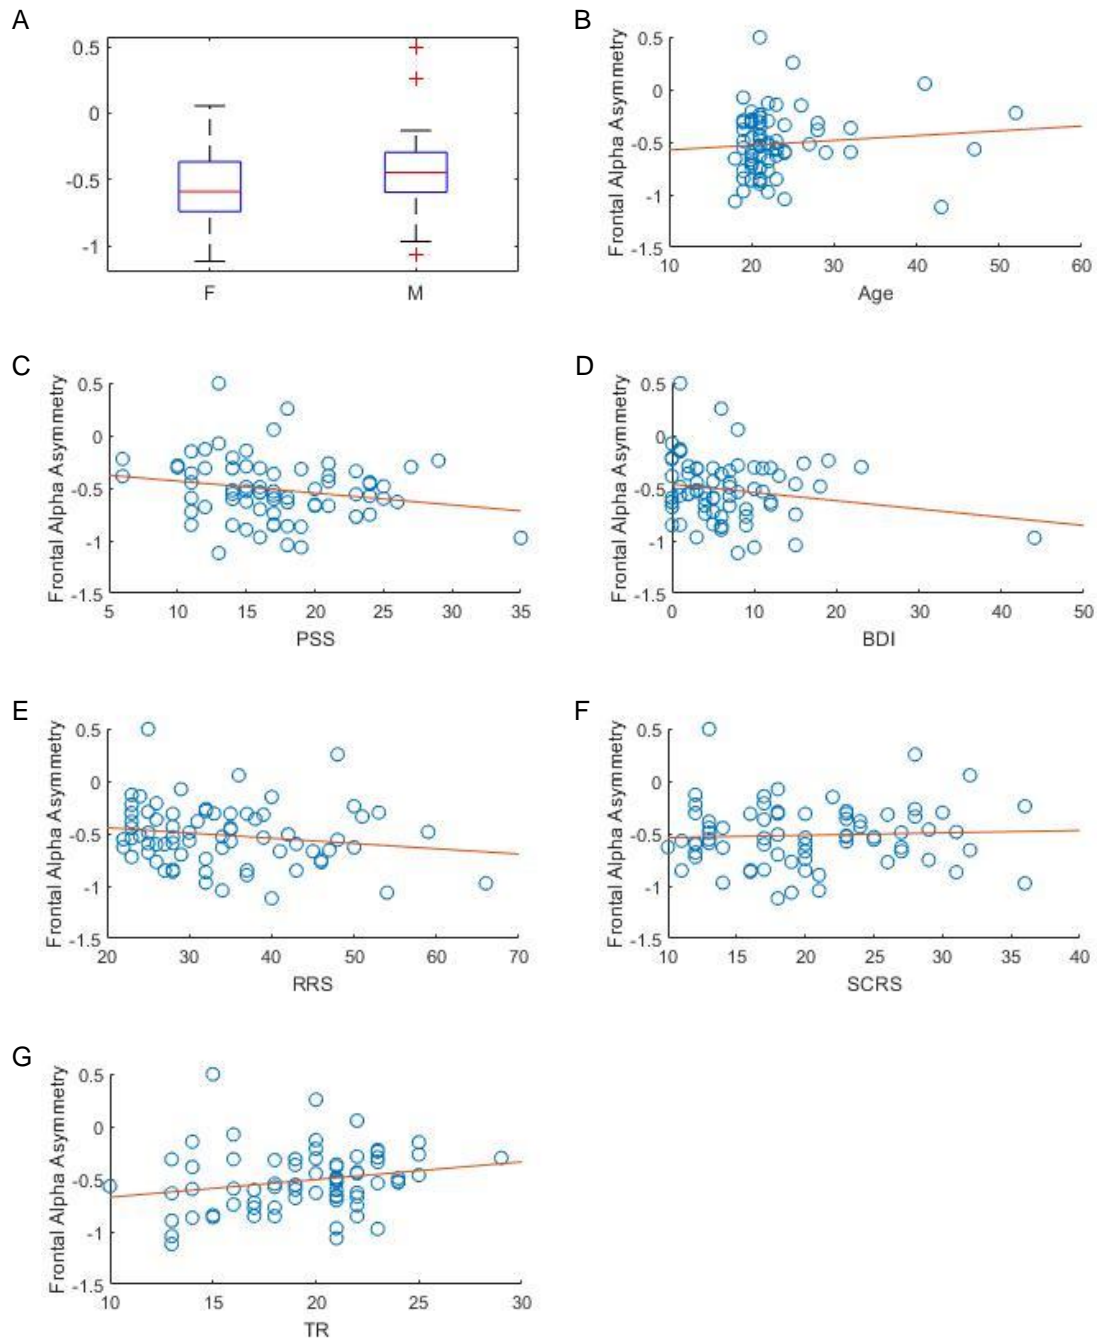 A
0.5
0
-0.5
-1
F M
B
Frontal Alpha Asymmetry
0.5
0
-0.5
-1
-1.5
10 20 30 40 50 60
Age
C
Frontal Alpha Asymmetry
0.5
0
-0.5
-1
-1.5
5 10 15 20 25 30 35
PSS
D
Frontal Alpha Asymmetry
0.5
0
-0.5
-1
-1.5
0 10 20 30 40 50
BDI
E
Frontal Alpha Asymmetry
0.5
0
-0.5
-1
-1.5
20 30 40 50 60 70
RRS
F
Frontal Alpha Asymmetry
0.5
0
-0.5
-1
-1.5
10 15 20 25 30 35 40
SCRS
G
Frontal Alpha Asymmetry
0.5
0
-0.5
-1
-1.5
10 15 20 25 30
TR